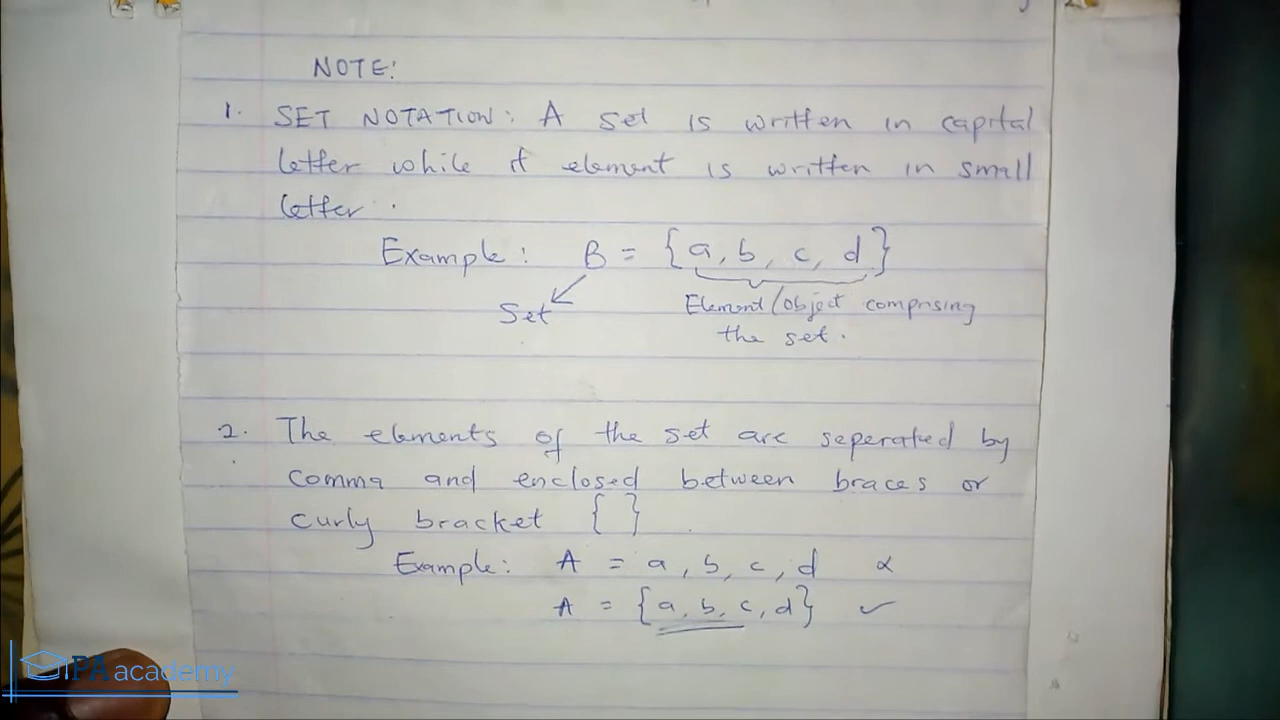 NOTE:
1. SET NOTATION: A set is written in capital
letter while it element is written in small
letter.
Example: B = {a, b, c, d}
Set
Element/object comprising
the set.
2. The elements of the set are seperated by
comma and enclosed between braces or
curly bracket { }
Example: A = a, b, c, d ×
A = {a, b, c, d} ✓
PA academy